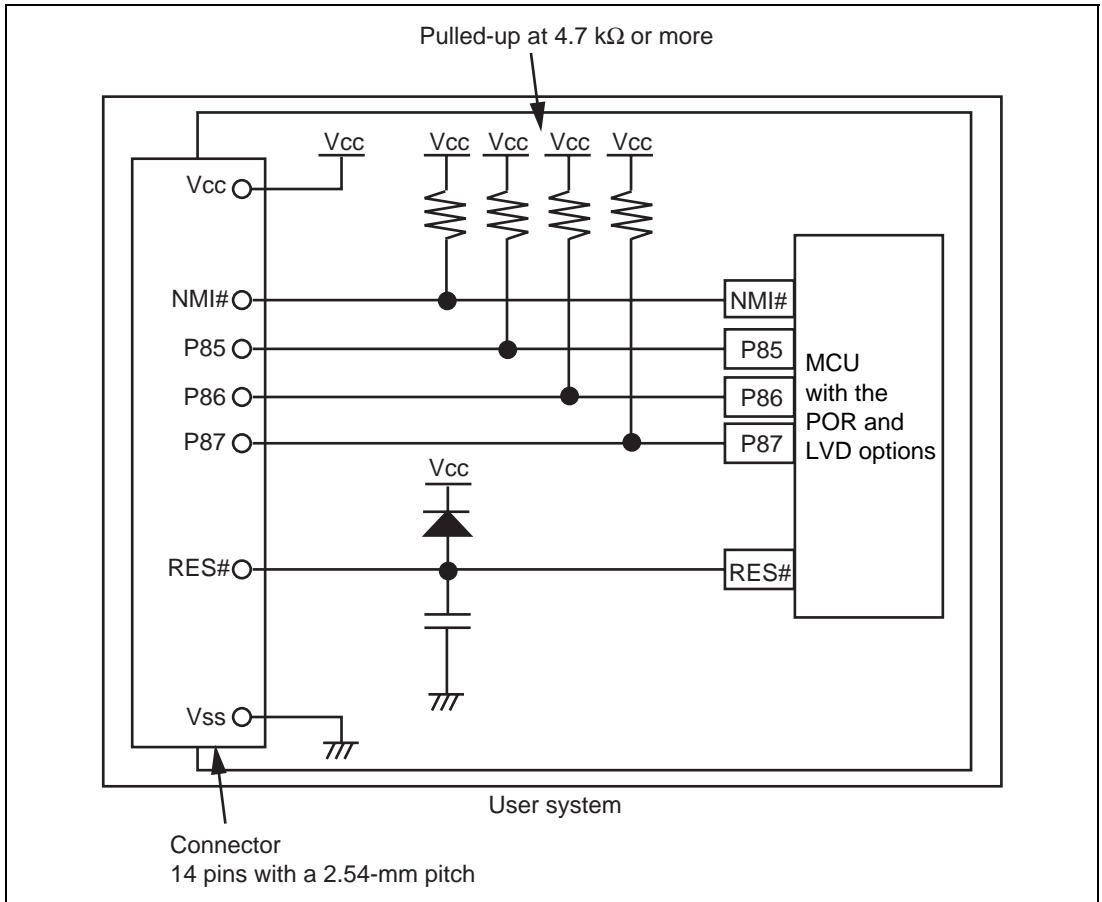 Pulled-up at 4.7 kΩ or more
Vcc
Vcc
Vcc
Vcc
Vcc
Vcc
NMI#
NMI#
P85
P85
P86
P86
P87
P87
MCU
with the
POR and
LVD options
Vcc
RES#
RES#
Vss
User system
Connector
14 pins with a 2.54-mm pitch